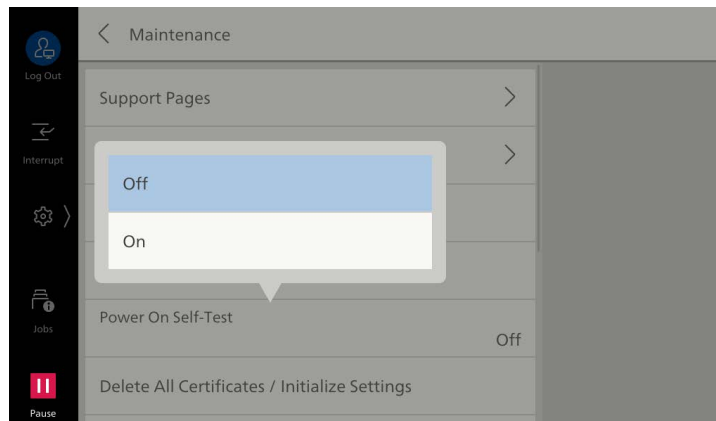 Maintenance
Log Out
Support Pages
Interrupt
Off
On
Power On Self-Test
Off
Jobs
Delete All Certificates / Initialize Settings
Pause